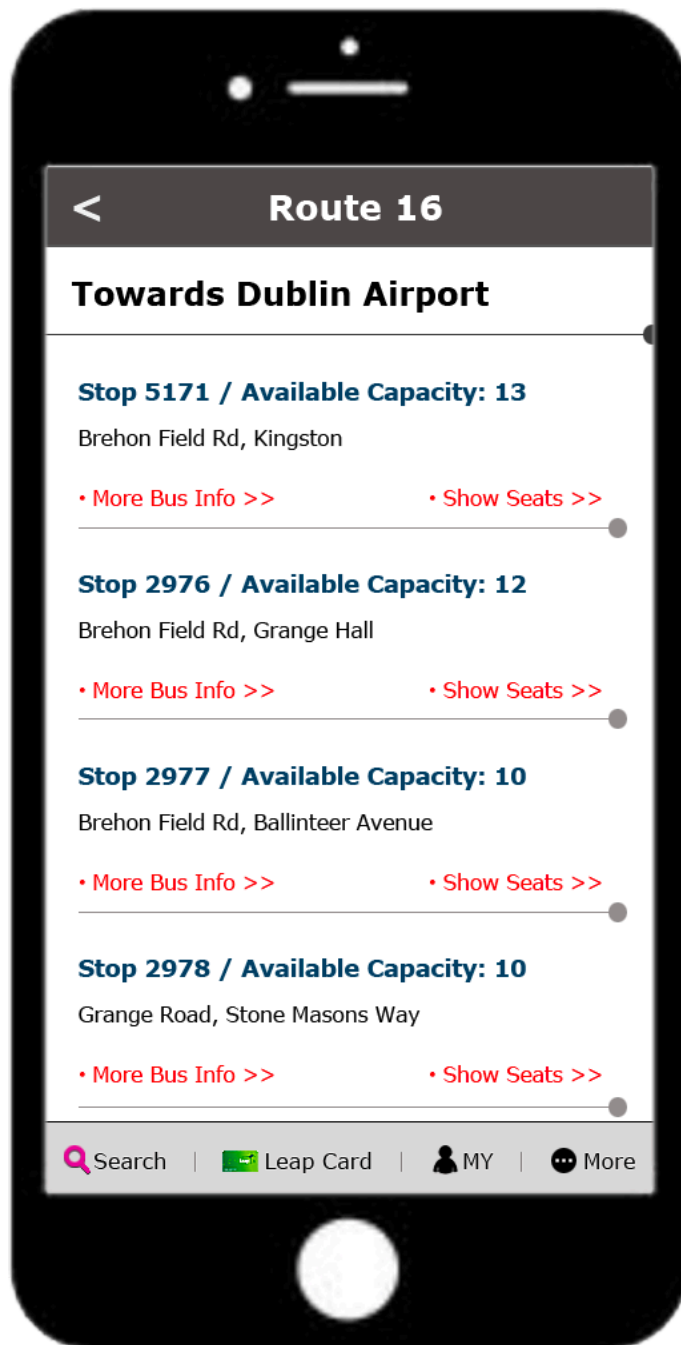 < Route 16
Towards Dublin Airport
Stop 5171 / Available Capacity: 13
Brehon Field Rd, Kingston
• More Bus Info >> • Show Seats >>
Stop 2976 / Available Capacity: 12
Brehon Field Rd, Grange Hall
• More Bus Info >> • Show Seats >>
Stop 2977 / Available Capacity: 10
Brehon Field Rd, Ballinteer Avenue
• More Bus Info >> • Show Seats >>
Stop 2978 / Available Capacity: 10
Grange Road, Stone Masons Way
• More Bus Info >> • Show Seats >>
Search | Leap Card | MY | More